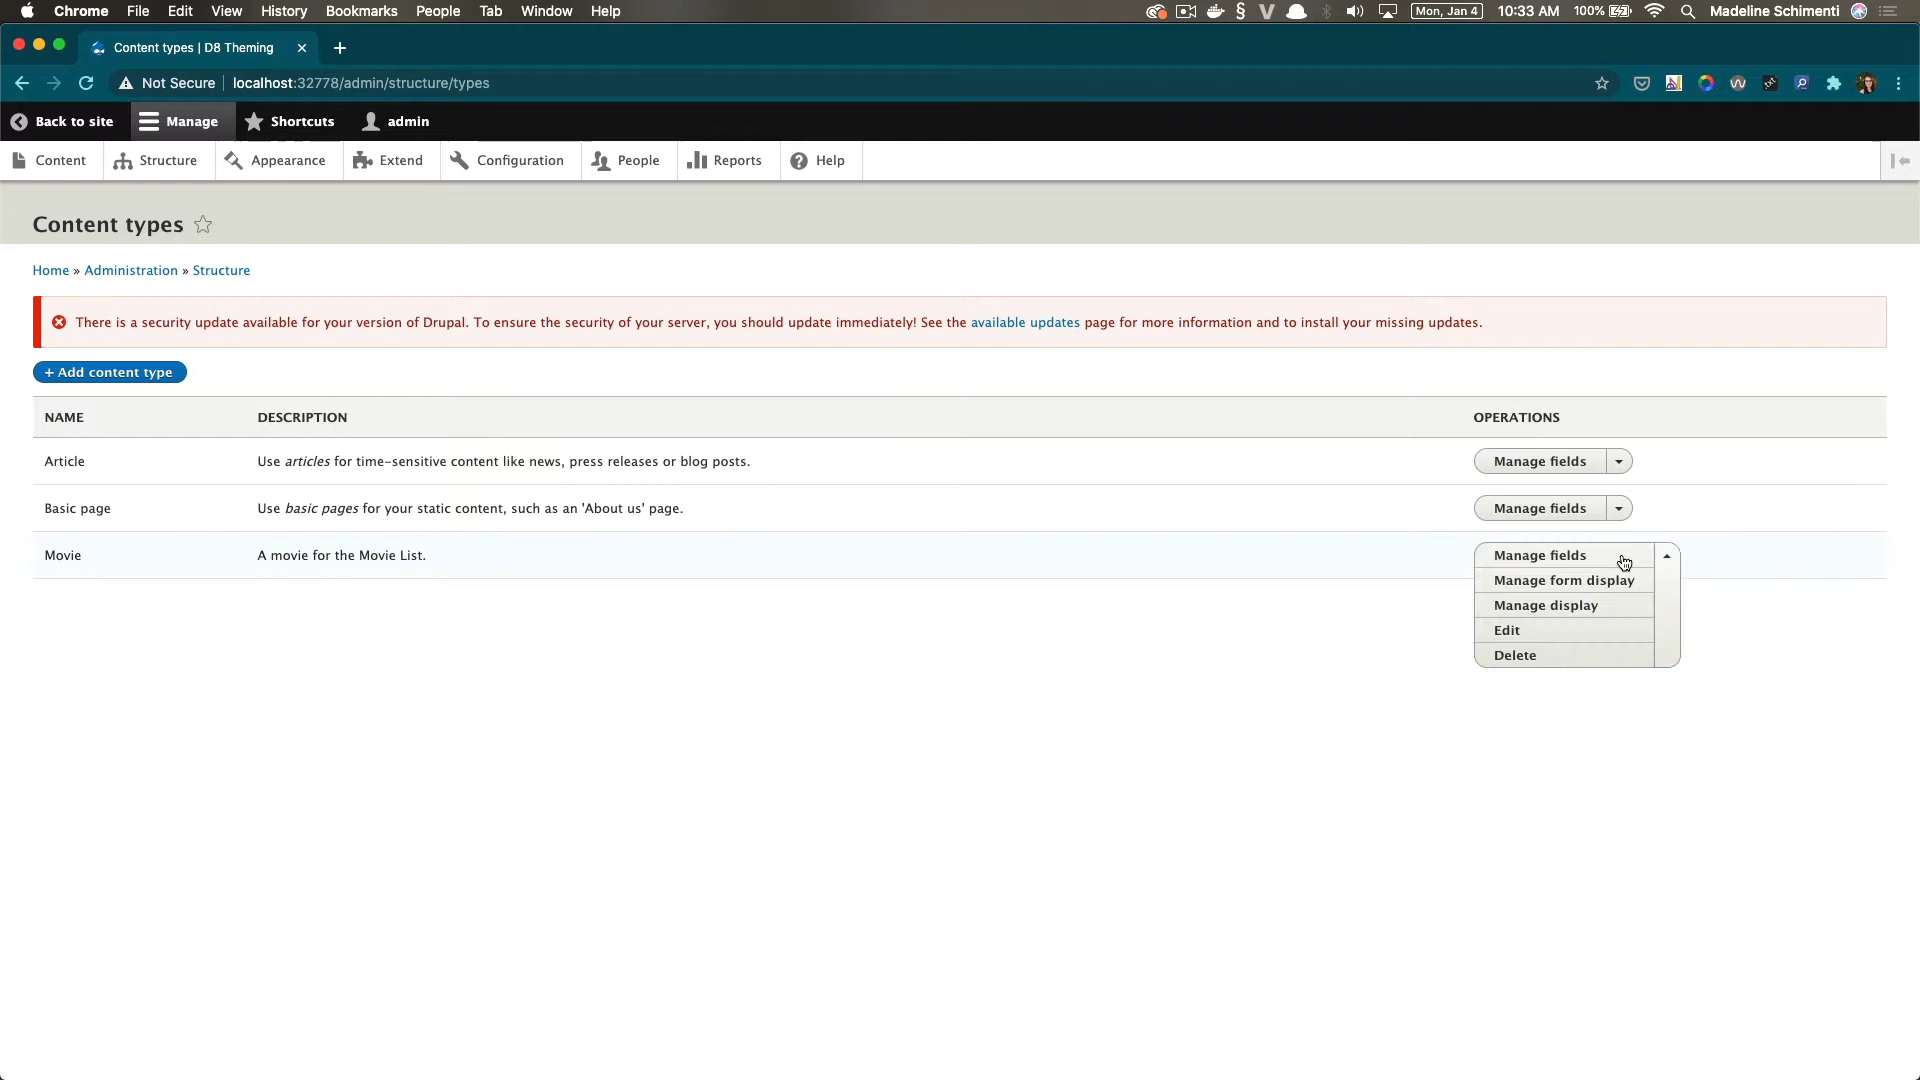 Chrome File Edit View History Bookmarks People Tab Window Help Mon, Jan 4 10:33 AM 100% Madeline Schimenti
Content types | D8 Theming
Not Secure localhost:32778/admin/structure/types
Back to site Manage Shortcuts admin
Content Structure Appearance Extend Configuration People Reports Help
Content types
Home » Administration » Structure
There is a security update available for your version of Drupal. To ensure the security of your server, you should update immediately! See the available updates page for more information and to install your missing updates.
+ Add content type
NAME DESCRIPTION OPERATIONS
Article Use articles for time-sensitive content like news, press releases or blog posts. Manage fields
Basic page Use basic pages for your static content, such as an 'About us' page. Manage fields
Movie A movie for the Movie List. Manage fields
Manage form display
Manage display
Edit
Delete